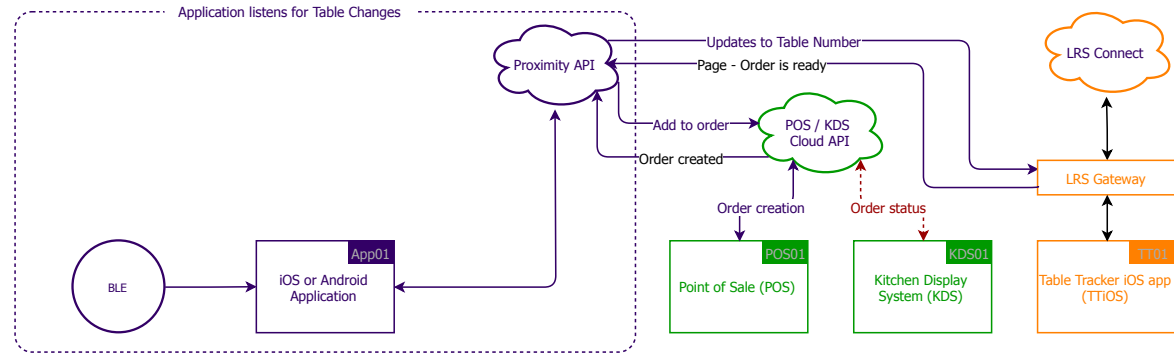 Application listens for Table Changes
Proximity API
Updates to Table Number
Page - Order is ready
LRS Connect
Add to order
POS / KDS
Cloud API
Order created
LRS Gateway
Order creation
Order status
App01
POS01
KDS01
TT01
BLE
iOS or Android
Application
Point of Sale (POS)
Kitchen Display
System (KDS)
Table Tracker iOS app
(TTiOS)